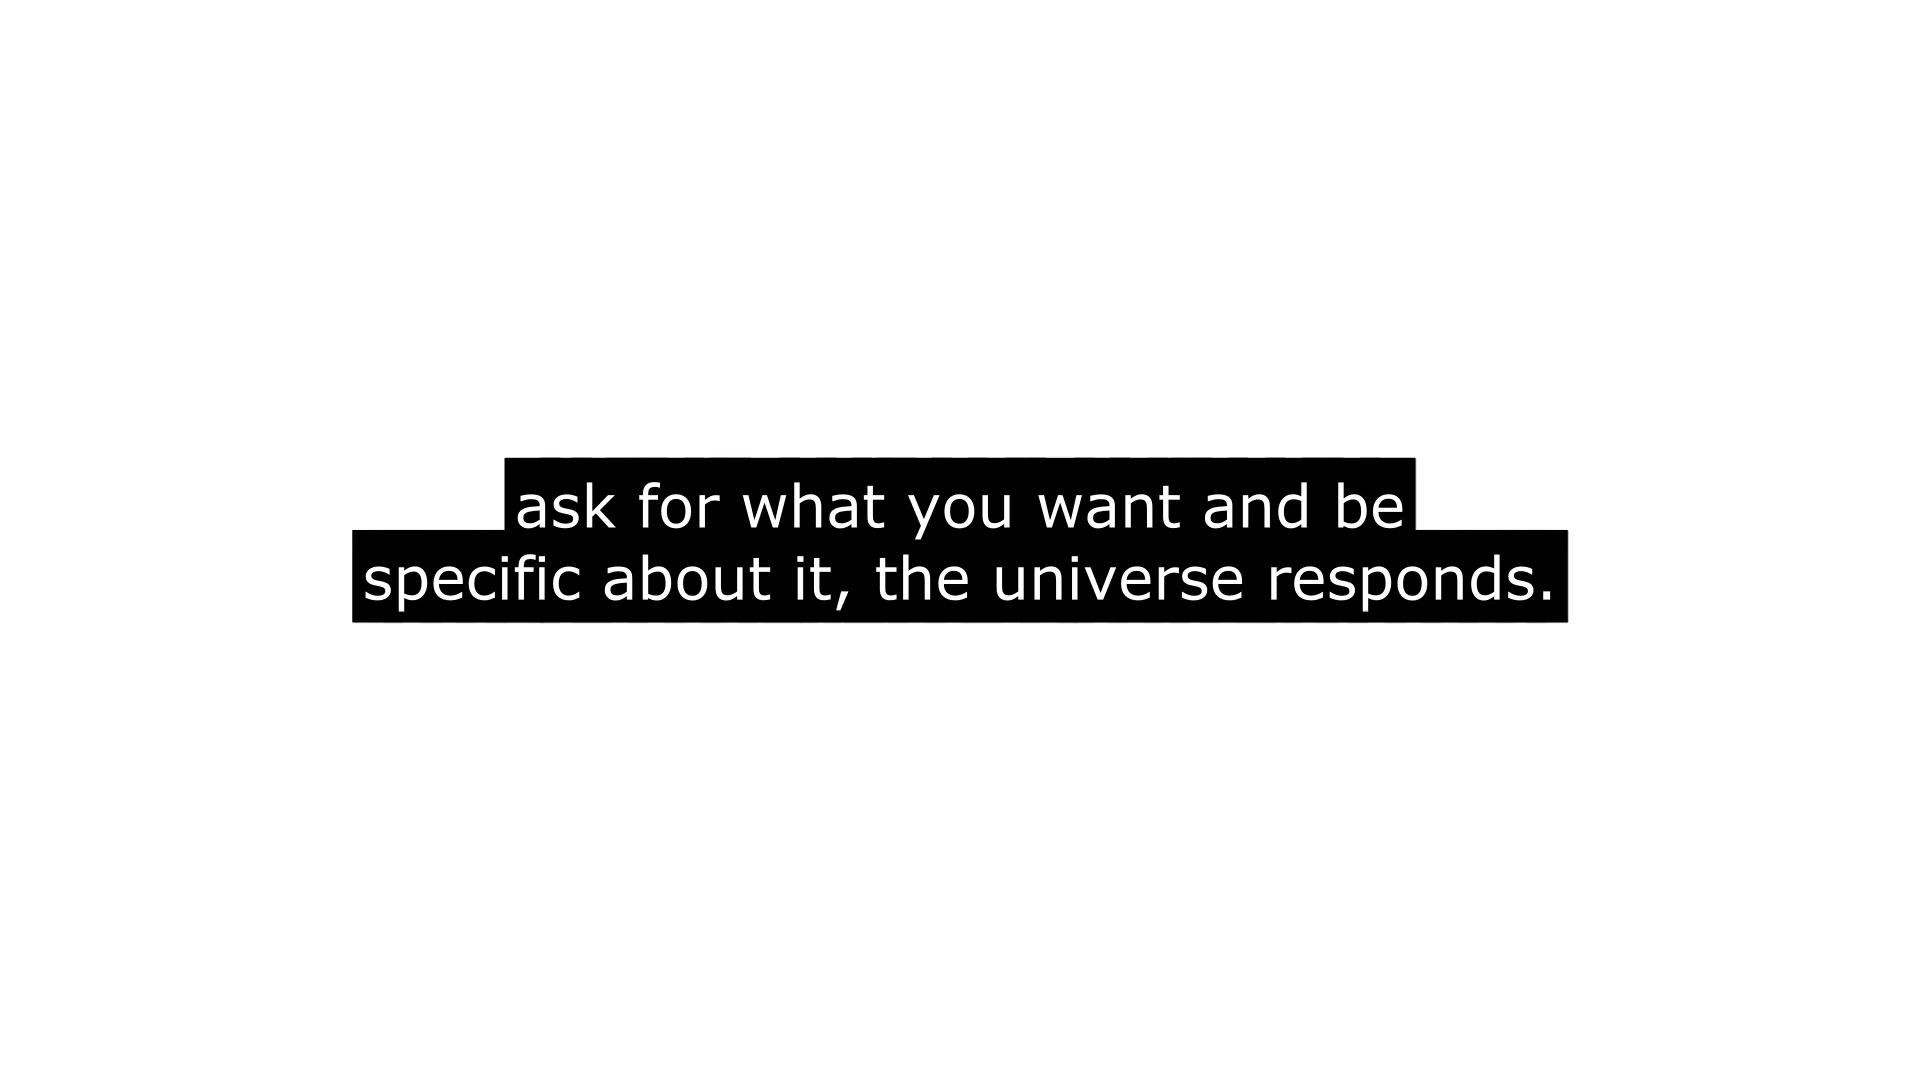 ask for what you want and be
specific about it, the universe responds.